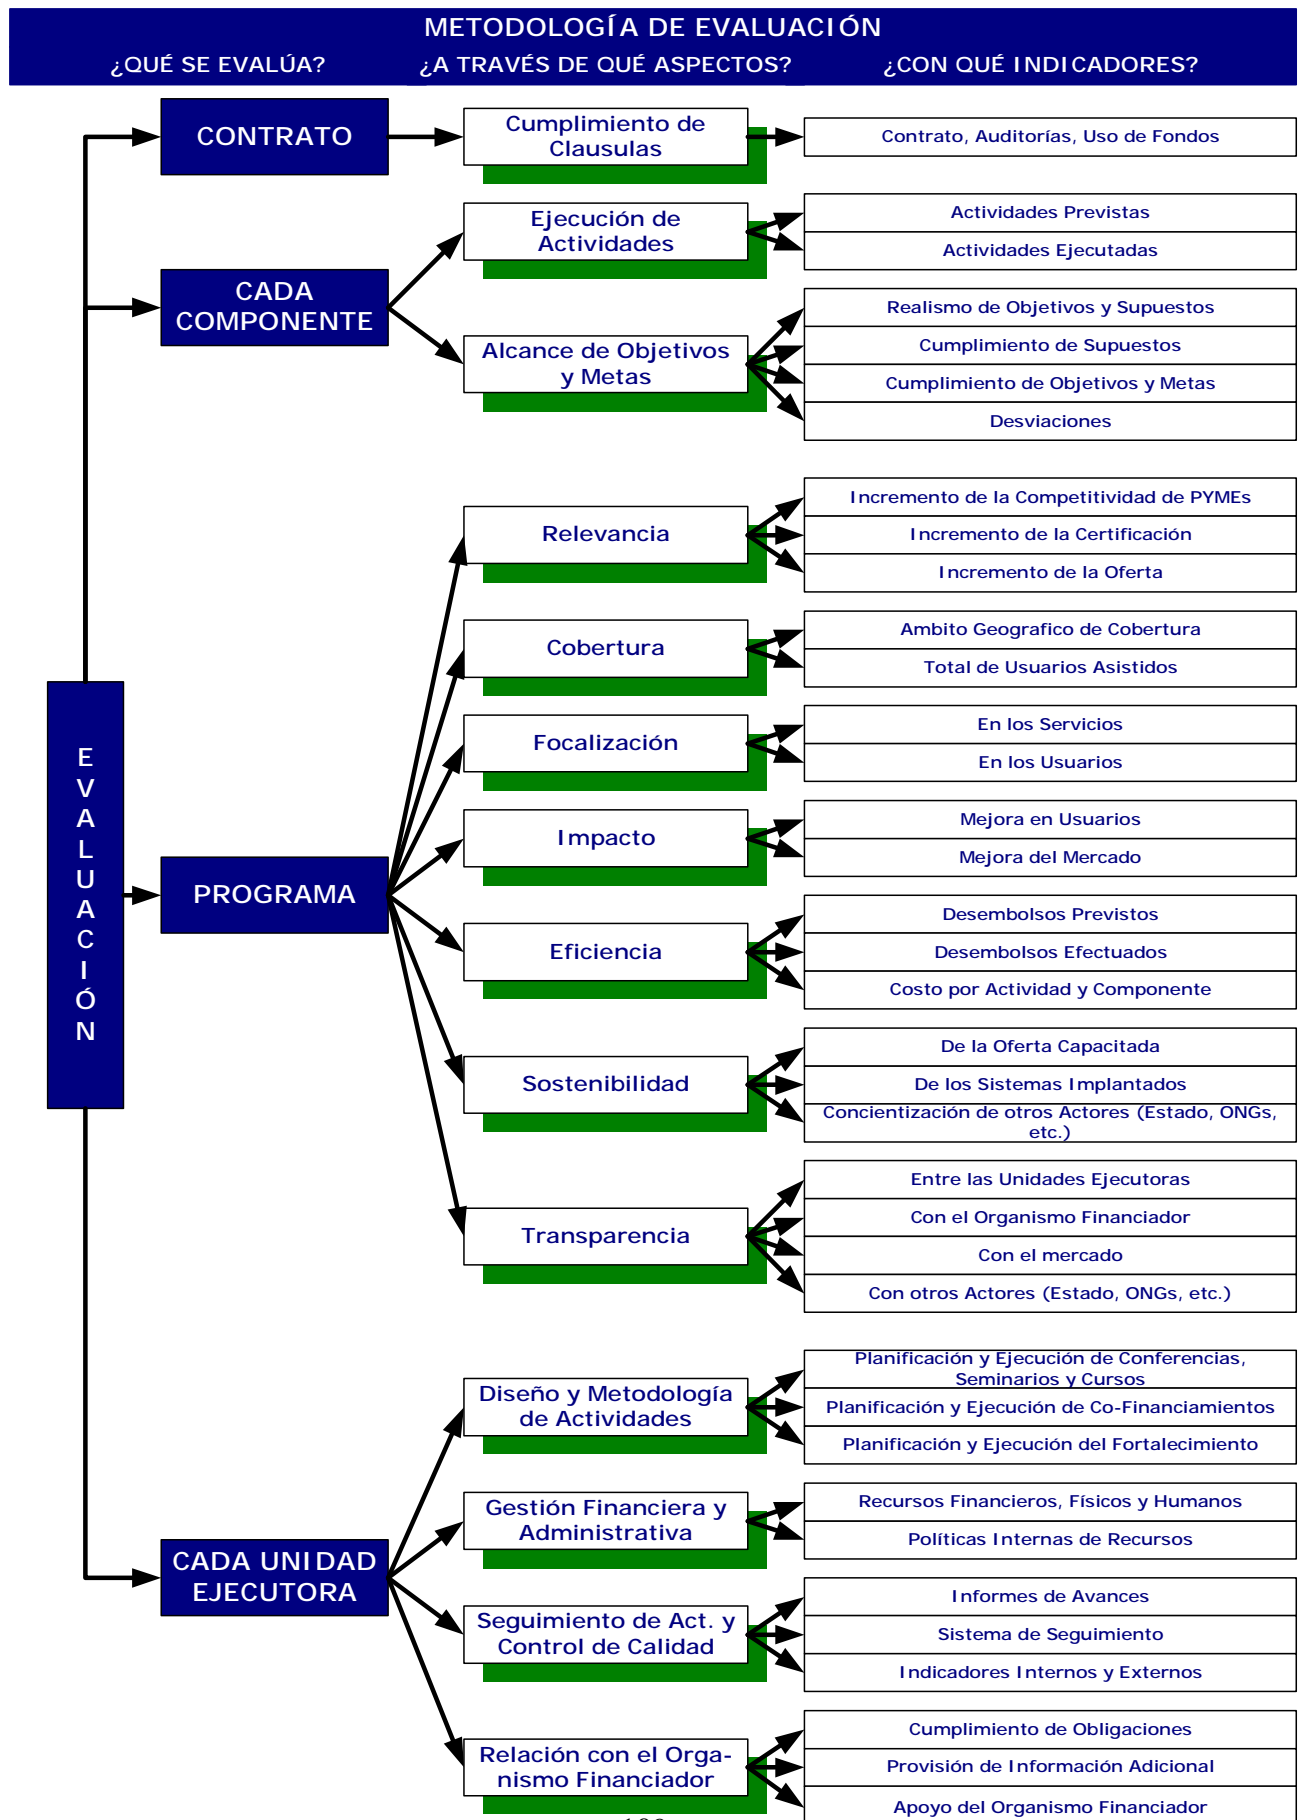 METODOLOGÍA DE EVALUACIÓN
¿QUÉ SE EVALÚA?
¿A TRAVÉS DE QUÉ ASPECTOS?
¿CON QUÉ INDICADORES?
EVALUACIÓN
CONTRATO
Cumplimiento de
Clausulas
Contrato, Auditorías, Uso de Fondos
CADA
COMPONENTE
Ejecución de
Actividades
Actividades Previstas
Actividades Ejecutadas
Alcance de Objetivos
y Metas
Realismo de Objetivos y Supuestos
Cumplimiento de Supuestos
Cumplimiento de Objetivos y Metas
Desviaciones
PROGRAMA
Relevancia
Incremento de la Competitividad de PYMEs
Incremento de la Certificación
Incremento de la Oferta
Cobertura
Ambito Geografico de Cobertura
Total de Usuarios Asistidos
Focalización
En los Servicios
En los Usuarios
Impacto
Mejora en Usuarios
Mejora del Mercado
Eficiencia
Desembolsos Previstos
Desembolsos Efectuados
Costo por Actividad y Componente
Sostenibilidad
De la Oferta Capacitada
De los Sistemas Implantados
Concientización de otros Actores (Estado, ONGs,
etc.)
Transparencia
Entre las Unidades Ejecutoras
Con el Organismo Financiador
Con el mercado
Con otros Actores (Estado, ONGs, etc.)
CADA UNIDAD
EJECUTORA
Diseño y Metodología
de Actividades
Planificación y Ejecución de Conferencias,
Seminarios y Cursos
Planificación y Ejecución de Co-Financiamientos
Planificación y Ejecución del Fortalecimiento
Gestión Financiera y
Administrativa
Recursos Financieros, Físicos y Humanos
Políticas Internas de Recursos
Seguimiento de Act. y
Control de Calidad
Informes de Avances
Sistema de Seguimiento
Indicadores Internos y Externos
Relación con el Orga-
nismo Financiador
Cumplimiento de Obligaciones
Provisión de Información Adicional
Apoyo del Organismo Financiador